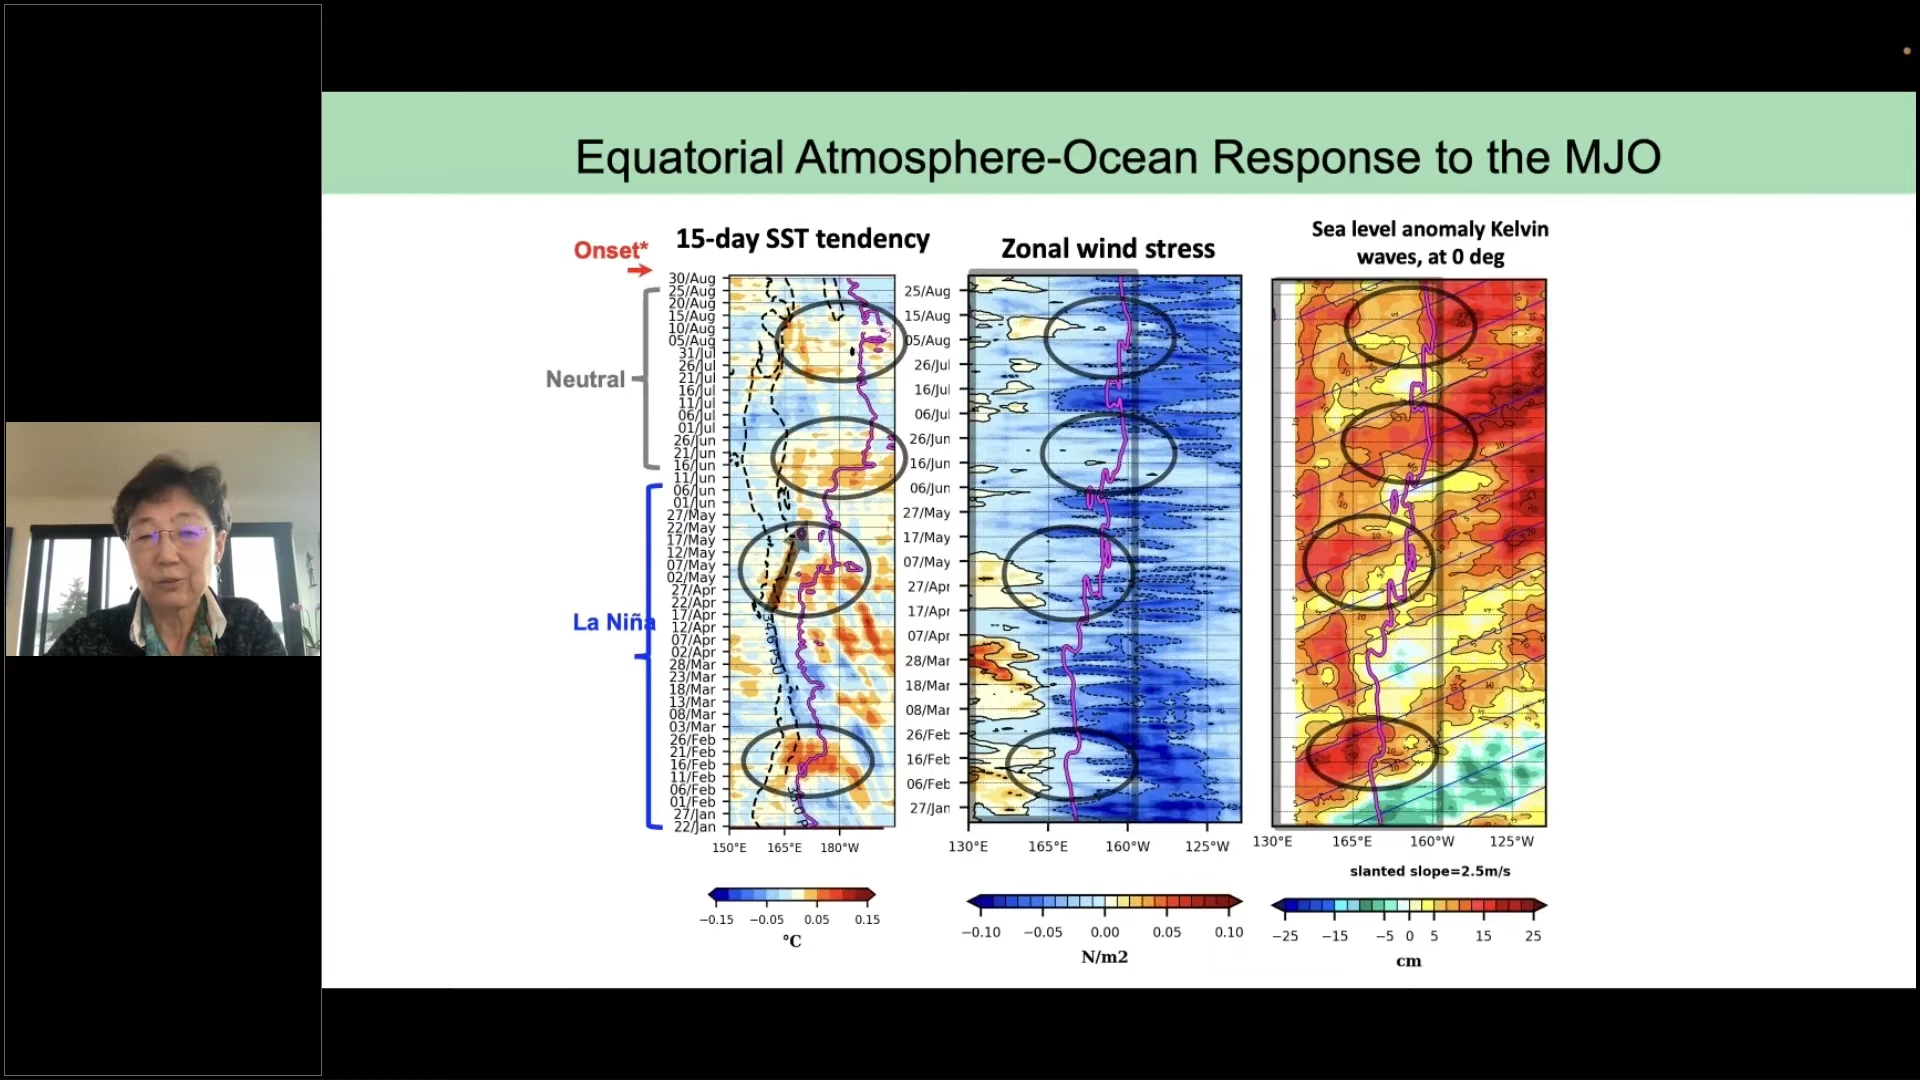 Equatorial Atmosphere-Ocean Response to the MJO
Onset*
15-day SST tendency
Zonal wind stress
Sea level anomaly Kelvin
waves, at 0 deg
Neutral
La Niña
30/Aug
25/Aug
20/Aug
15/Aug
10/Aug
05/Aug
31/Jul
26/Jul
21/Jul
16/Jul
11/Jul
06/Jul
01/Jul
26/Jun
21/Jun
16/Jun
11/Jun
06/Jun
01/Jun
27/May
22/May
17/May
12/May
07/May
02/May
27/Apr
22/Apr
17/Apr
12/Apr
07/Apr
02/Apr
28/Mar
23/Mar
18/Mar
13/Mar
08/Mar
03/Mar
26/Feb
21/Feb
16/Feb
11/Feb
06/Feb
01/Feb
27/Jan
22/Jan
150°E 165°E 180°W
−0.15 −0.05 0.05 0.15
°C
25/Aug
15/Aug
05/Aug
26/Jul
16/Jul
06/Jul
26/Jun
16/Jun
06/Jun
27/May
17/May
07/May
27/Apr
17/Apr
07/Apr
28/Mar
18/Mar
08/Mar
26/Feb
16/Feb
06/Feb
27/Jan
130°E 165°E 160°W 125°W
−0.10 −0.05 0.00 0.05 0.10
N/m2
130°E 165°E 160°W 125°W
slanted slope=2.5m/s
−25 −15 −5 0 5 15 25
cm